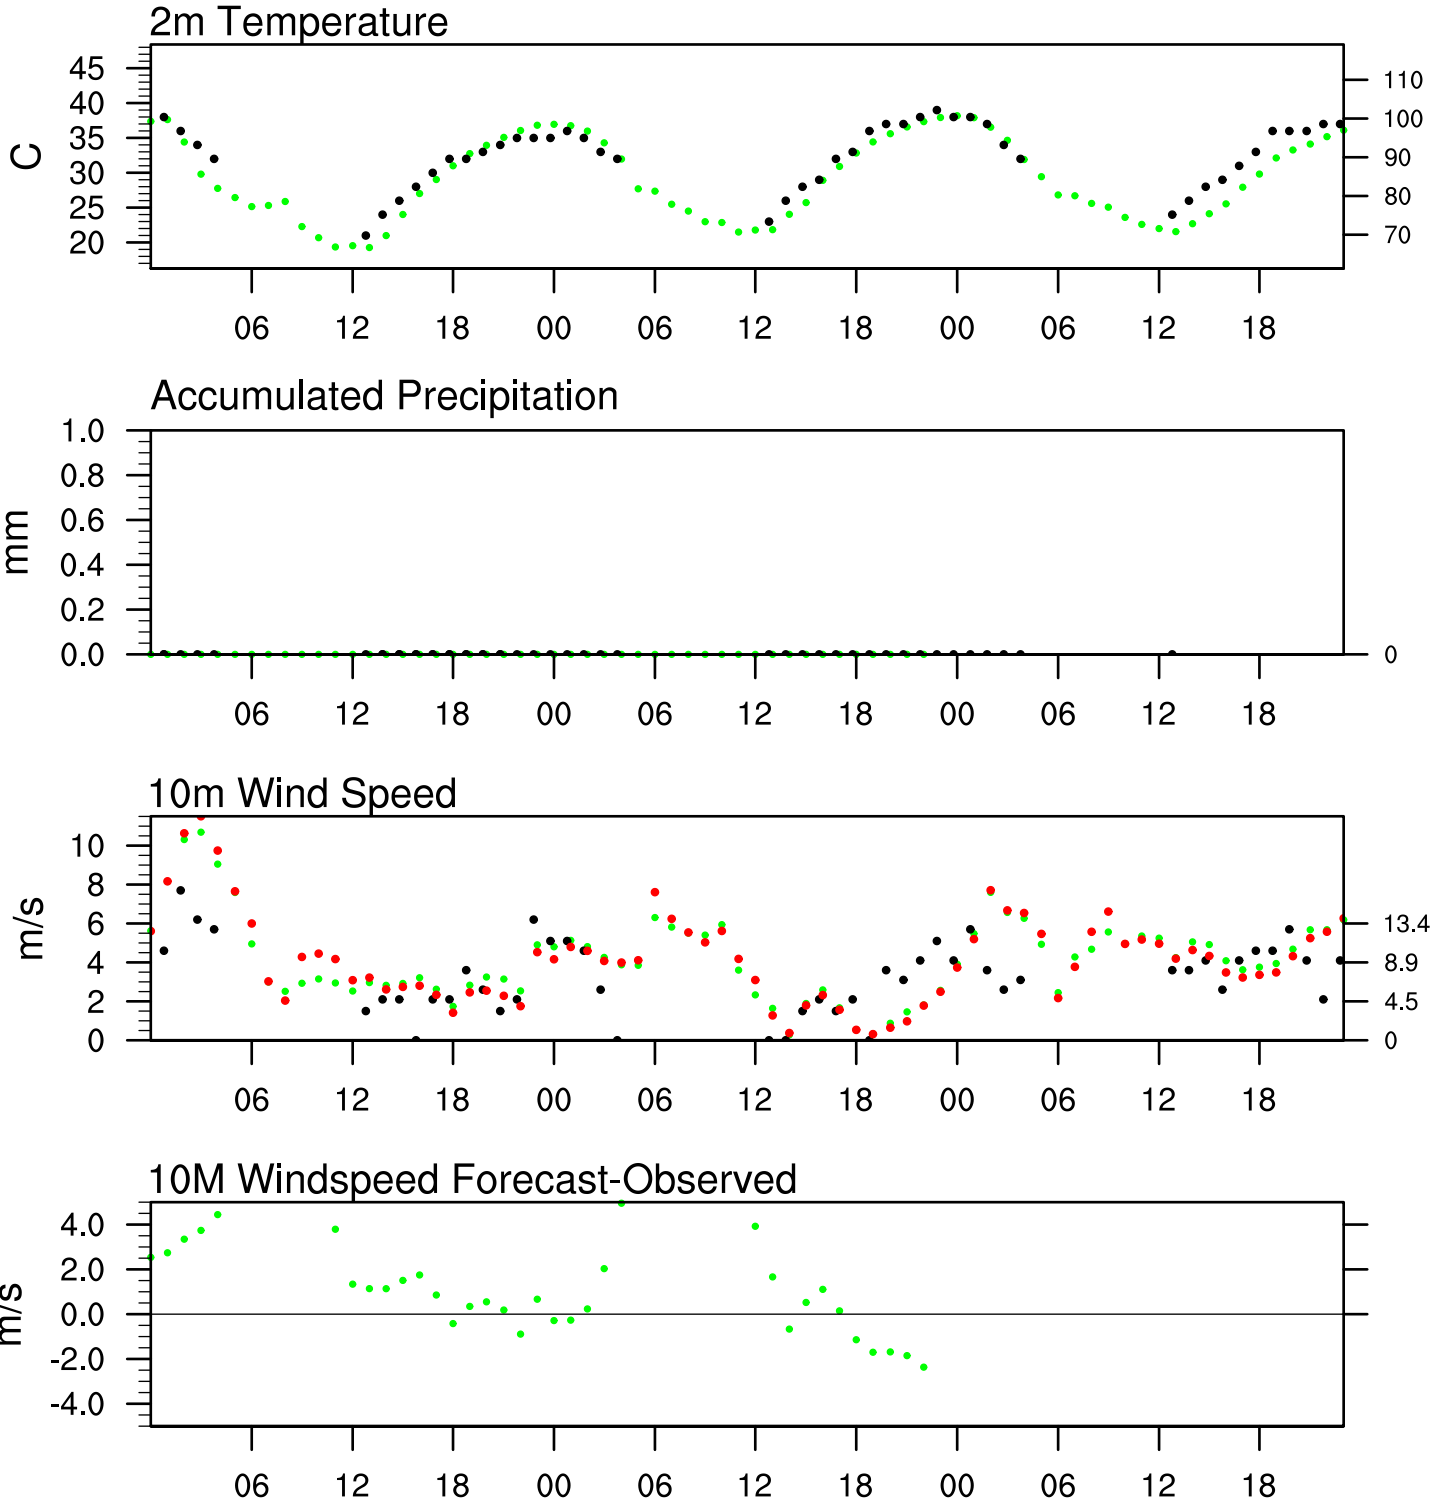 2m Temperature
C
45
40
35
30
25
20
110
100
90
80
70
06 12 18 00 06 12 18 00 06 12 18
Accumulated Precipitation
mm
1.0
0.8
0.6
0.4
0.2
0.0
0
06 12 18 00 06 12 18 00 06 12 18
10m Wind Speed
m/s
10
8
6
4
2
0
13.4
8.9
4.5
0
06 12 18 00 06 12 18 00 06 12 18
10M Windspeed Forecast-Observed
m/s
4.0
2.0
0.0
-2.0
-4.0
06 12 18 00 06 12 18 00 06 12 18